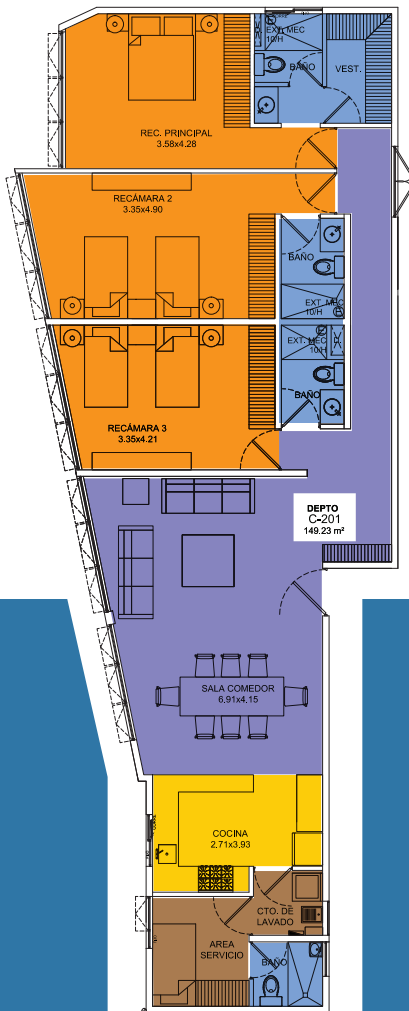 EXT. MEC
10/H
BAÑO
VEST.
REC. PRINCIPAL
3.58x4.28
RECÁMARA 2
3.35x4.90
BAÑO
EXT. MEC
10/H
EXT. MEC
10/H
BAÑO
RECÁMARA 3
3.35x4.21
DEPTO
C-201
149.23 m²
SALA COMEDOR
6.91x4.15
COCINA
2.71x3.93
CTO. DE
LAVADO
AREA
SERVICIO
BAÑO